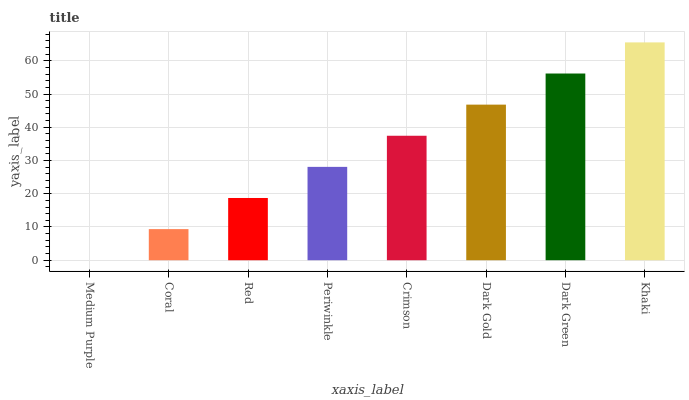 title
yaxis_label
60
50
40
30
20
10
0
Medium Purple
Coral
Red
Periwinkle
Crimson
Dark Gold
Dark Green
Khaki
xaxis_label